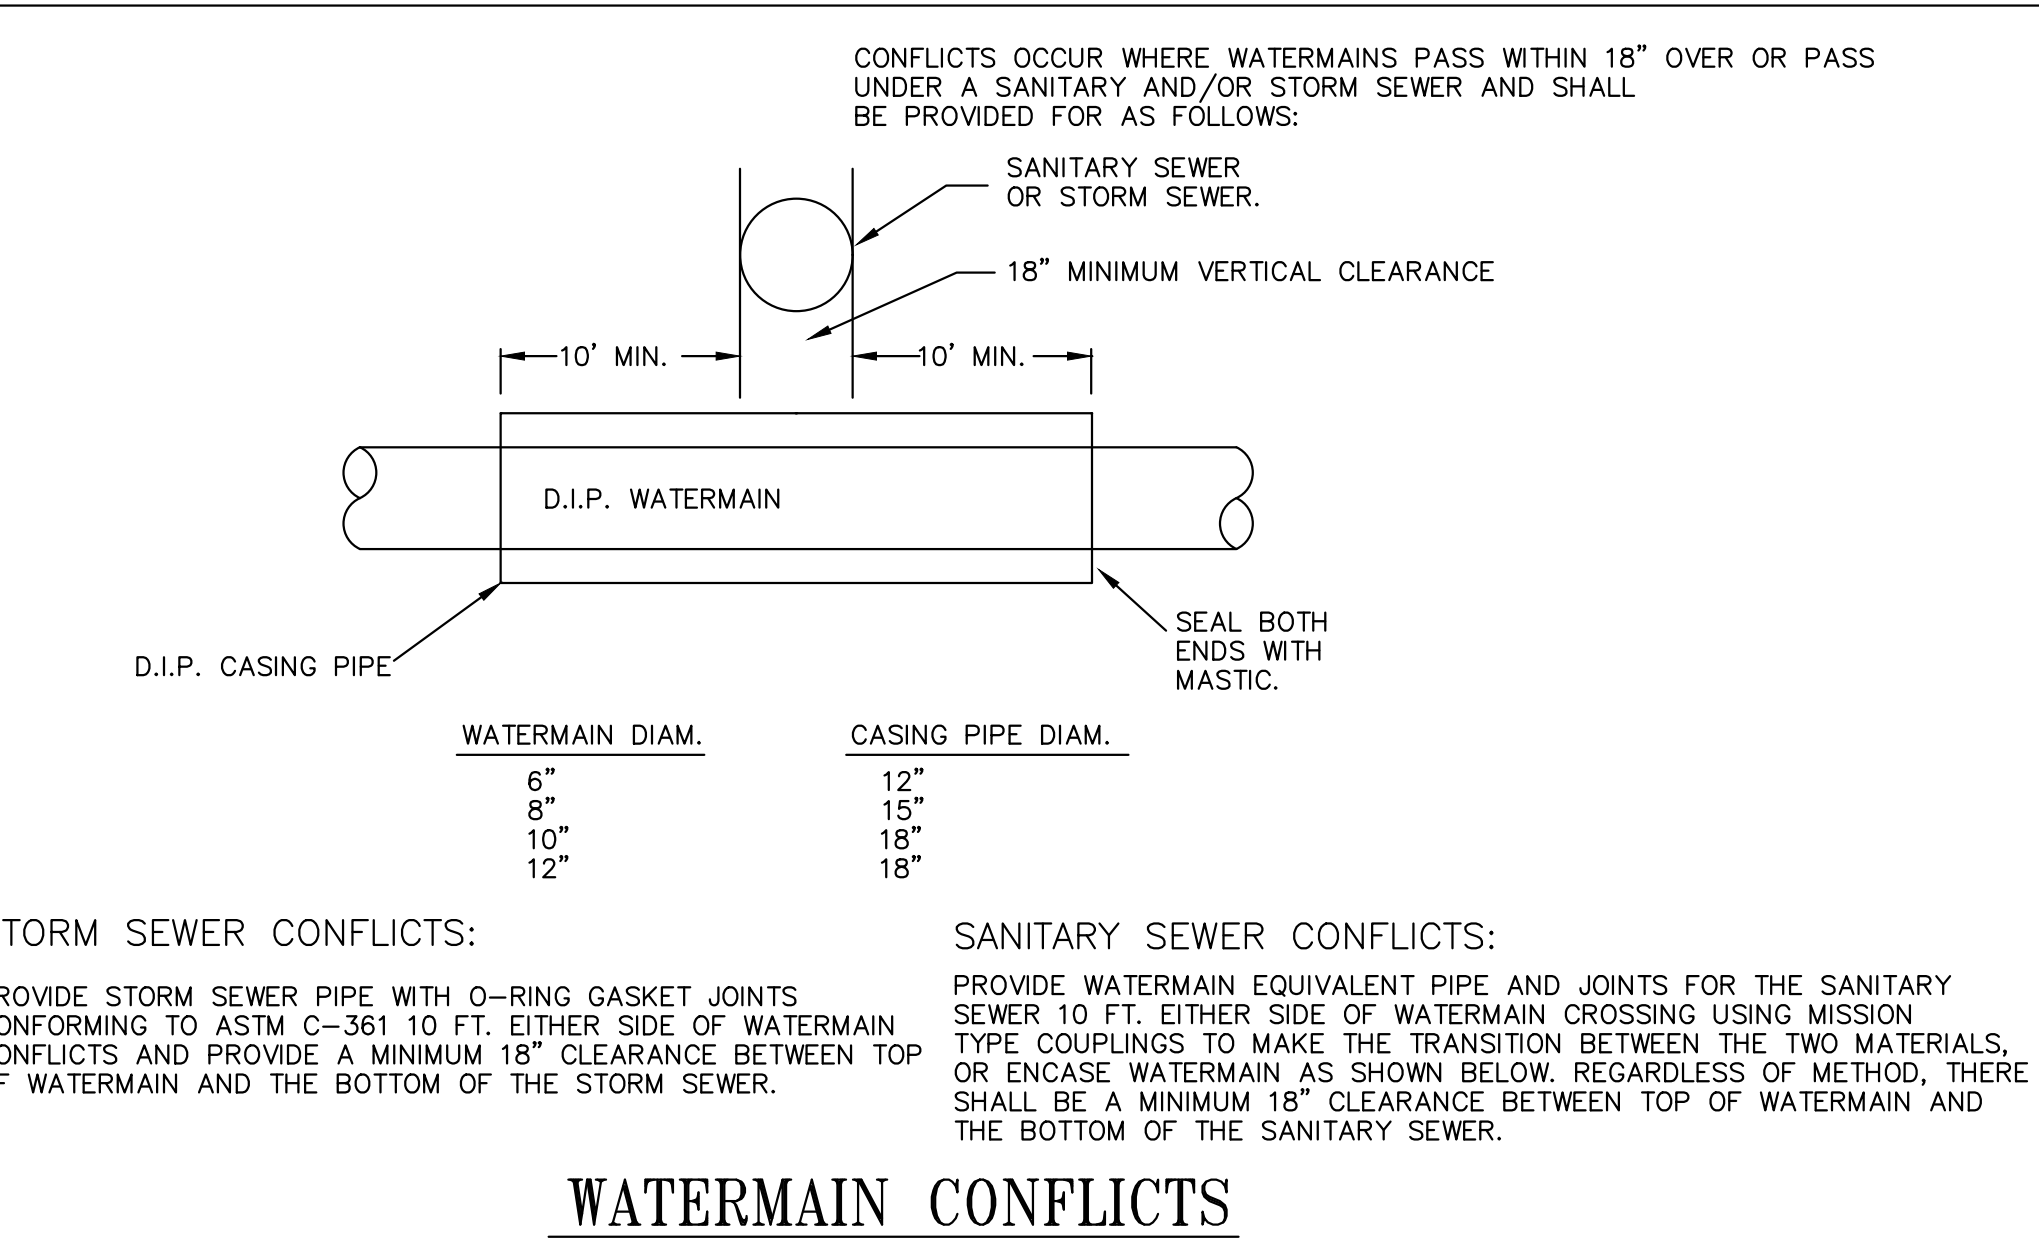 CONFLICTS OCCUR WHERE WATERMAINS PASS WITHIN 18" OVER OR PASS
UNDER A SANITARY AND/OR STORM SEWER AND SHALL
BE PROVIDED FOR AS FOLLOWS:
SANITARY SEWER
OR STORM SEWER.
18" MINIMUM VERTICAL CLEARANCE
10' MIN.
10' MIN.
D.I.P. WATERMAIN
D.I.P. CASING PIPE
SEAL BOTH
ENDS WITH
MASTIC.
WATERMAIN DIAM. CASING PIPE DIAM.
6" 12"
8" 15"
10" 18"
12" 18"
TORM SEWER CONFLICTS:
ROVIDE STORM SEWER PIPE WITH O-RING GASKET JOINTS
ONFORMING TO ASTM C-361 10 FT. EITHER SIDE OF WATERMAIN
ONFLICTS AND PROVIDE A MINIMUM 18" CLEARANCE BETWEEN TOP
F WATERMAIN AND THE BOTTOM OF THE STORM SEWER.
SANITARY SEWER CONFLICTS:
PROVIDE WATERMAIN EQUIVALENT PIPE AND JOINTS FOR THE SANITARY
SEWER 10 FT. EITHER SIDE OF WATERMAIN CROSSING USING MISSION
TYPE COUPLINGS TO MAKE THE TRANSITION BETWEEN THE TWO MATERIALS,
OR ENCASE WATERMAIN AS SHOWN BELOW. REGARDLESS OF METHOD, THERE
SHALL BE A MINIMUM 18" CLEARANCE BETWEEN TOP OF WATERMAIN AND
THE BOTTOM OF THE SANITARY SEWER.
WATERMAIN CONFLICTS